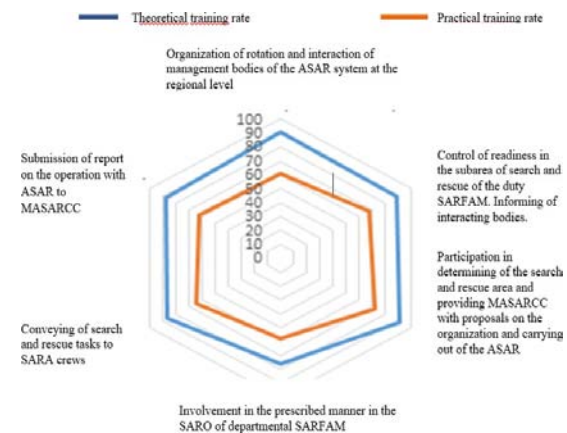 Theoretical training rate
Practical training rate
Organization of rotation and interaction of
management bodies of the ASAR system at the
regional level
100
90
80
70
60
50
40
30
20
10
0
Submission of report
on the operation with
ASAR to
MASARCC
Control of readiness in
the subarea of search and
rescue of the duty
SARFAM. Informing of
interacting bodies.
Participation in
determining of the search
and rescue area and
providing MASARCC
with proposals on the
organization and carrying
out of the ASAR
Conveying of search
and rescue tasks to
SARA crews
Involvement in the prescribed manner in the
SARO of departmental SARFAM